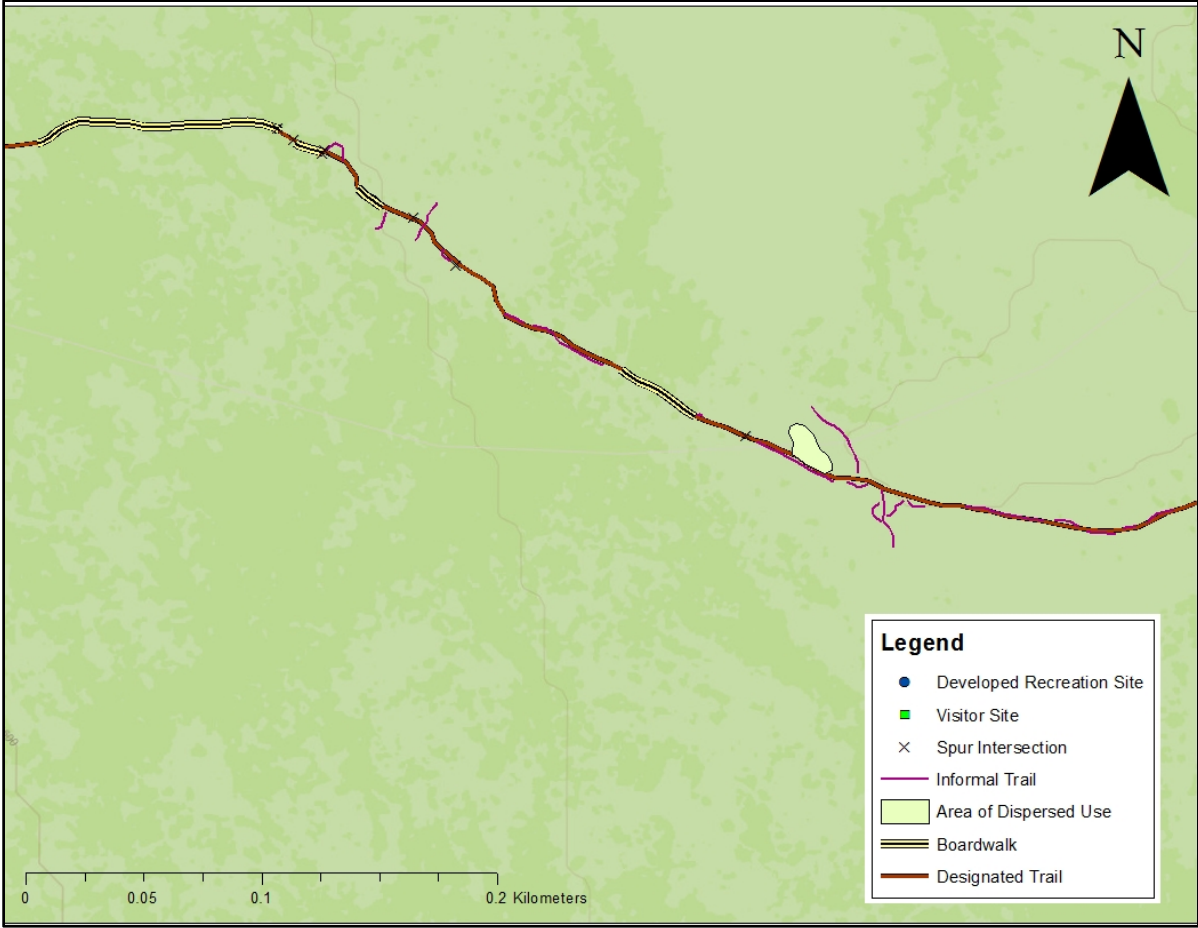 N
Legend
Developed Recreation Site
Visitor Site
Spur Intersection
Informal Trail
Area of Dispersed Use
Boardwalk
Designated Trail
0 0.05 0.1 0.2 Kilometers